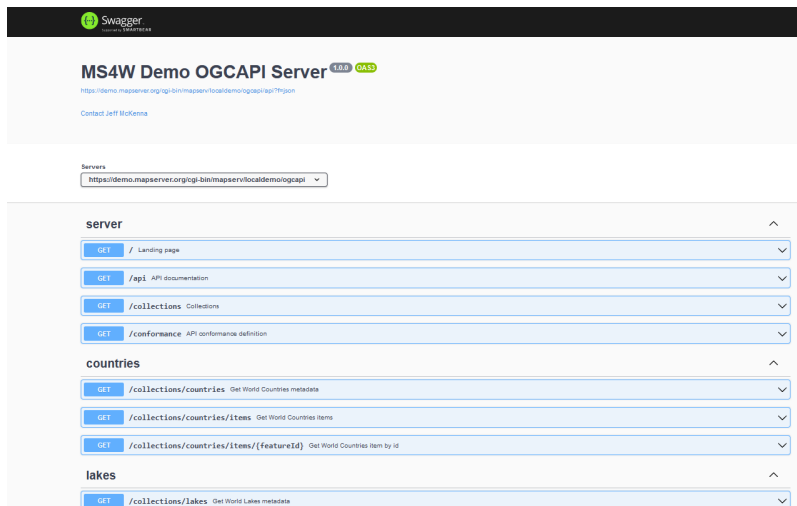 Swagger.
Supported by SMARTBEAR
MS4W Demo OGCAPI Server 1.0.0 OAS3
https://demo.mapserver.org/cgi-bin/mapserv/localdemo/ogcapi/api?f=json
Contact Jeff McKenna
Servers
https://demo.mapserver.org/cgi-bin/mapserv/localdemo/ogcapi
server
GET / Landing page
GET /api API documentation
GET /collections Collections
GET /conformance API conformance definition
countries
GET /collections/countries Get World Countries metadata
GET /collections/countries/items Get World Countries items
GET /collections/countries/items/{featureId} Get World Countries item by id
lakes
GET /collections/lakes Get World Lakes metadata